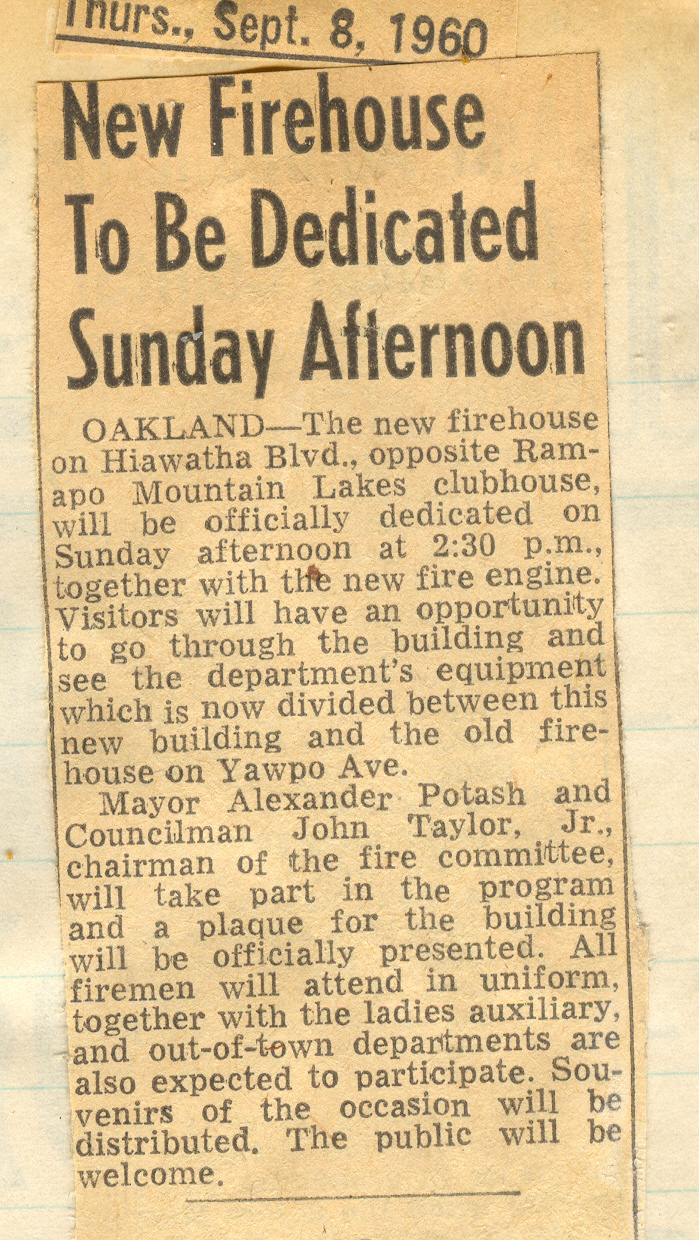 Thurs., Sept. 8, 1960
New Firehouse
To Be Dedicated
Sunday Afternoon
OAKLAND—The new firehouse
on Hiawatha Blvd., opposite Ram-
apo Mountain Lakes clubhouse,
will be officially dedicated on
Sunday afternoon at 2:30 p.m.,
together with the new fire engine.
Visitors will have an opportunity
to go through the building and
see the department's equipment
which is now divided between this
new building and the old fire-
house on Yawpo Ave.
Mayor Alexander Potash and
Councilman John Taylor, Jr.,
chairman of the fire committee,
will take part in the program
and a plaque for the building
will be officially presented. All
firemen will attend in uniform,
together with the ladies auxiliary,
and out-of-town departments are
also expected to participate. Sou-
venirs of the occasion will be
distributed. The public will be
welcome.